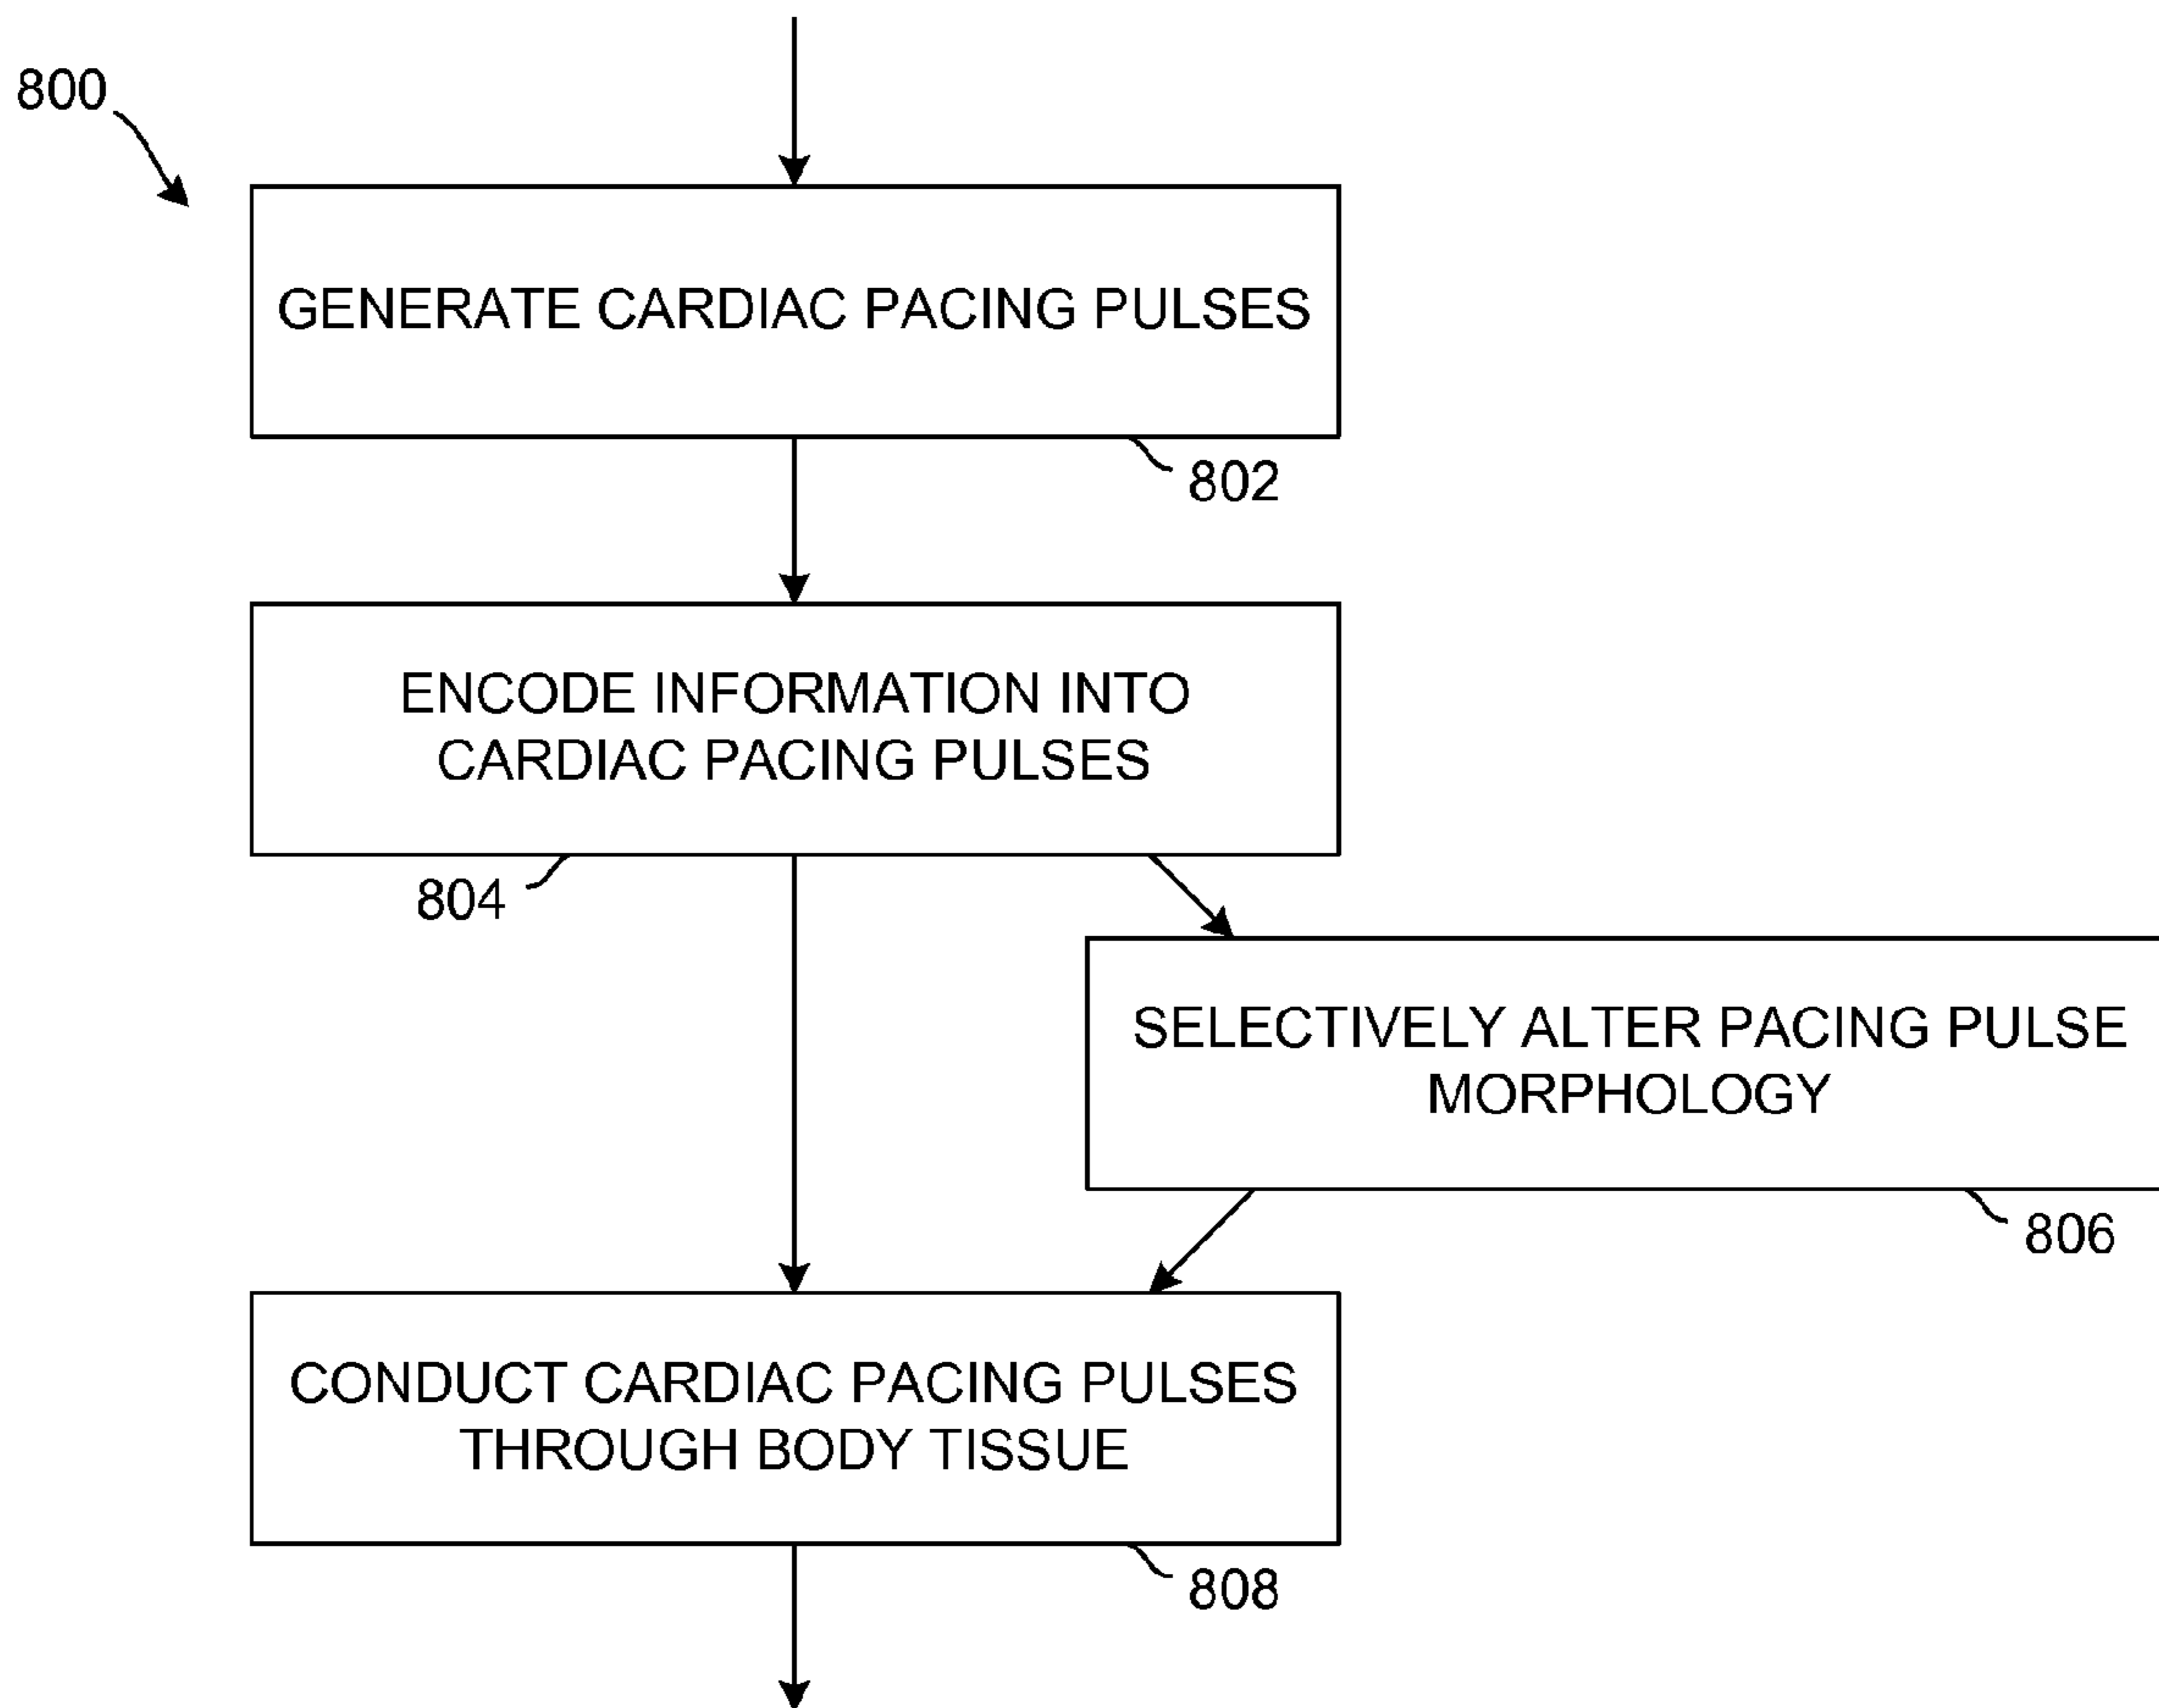 800
GENERATE CARDIAC PACING PULSES
802
ENCODE INFORMATION INTO
CARDIAC PACING PULSES
804
SELECTIVELY ALTER PACING PULSE
MORPHOLOGY
806
CONDUCT CARDIAC PACING PULSES
THROUGH BODY TISSUE
808